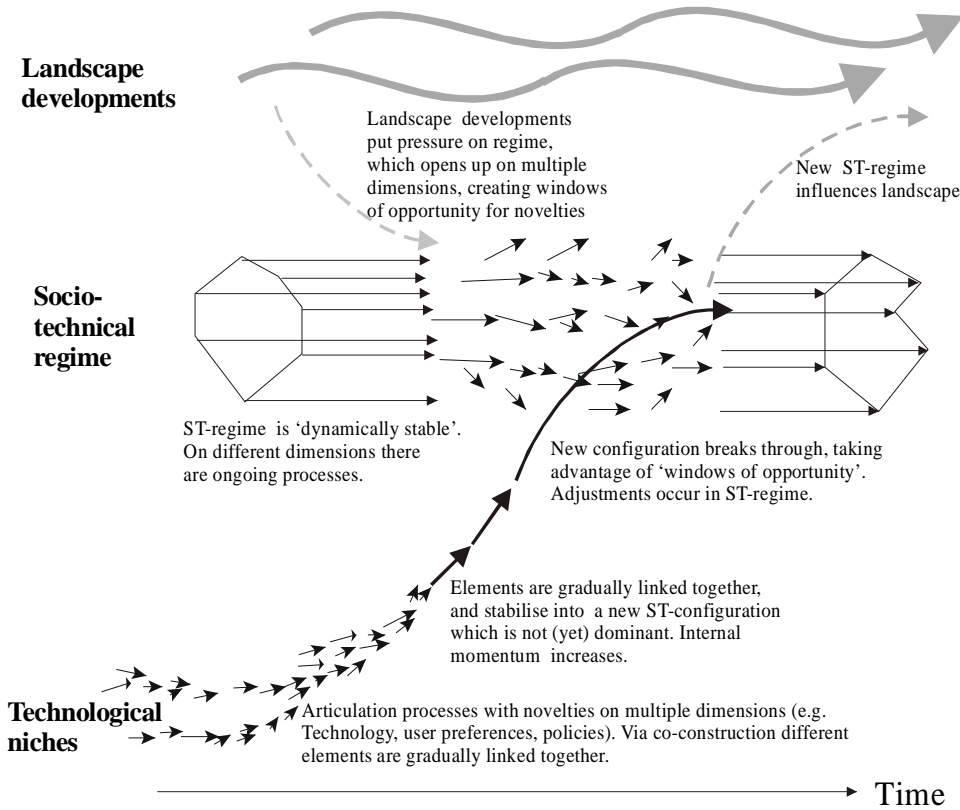 Landscape
developments
Landscape developments
put pressure on regime,
which opens up on multiple
dimensions, creating windows
of opportunity for novelties
New ST-regime
influences landscape
Socio-
technical
regime
ST-regime is ‘dynamically stable’.
On different dimensions there
are ongoing processes.
New configuration breaks through, taking
advantage of ‘windows of opportunity’.
Adjustments occur in ST-regime.
Elements are gradually linked together,
and stabilise into a new ST-configuration
which is not (yet) dominant. Internal
momentum increases.
Technological
niches
Articulation processes with novelties on multiple dimensions (e.g.
Technology, user preferences, policies). Via co-construction different
elements are gradually linked together.
Time